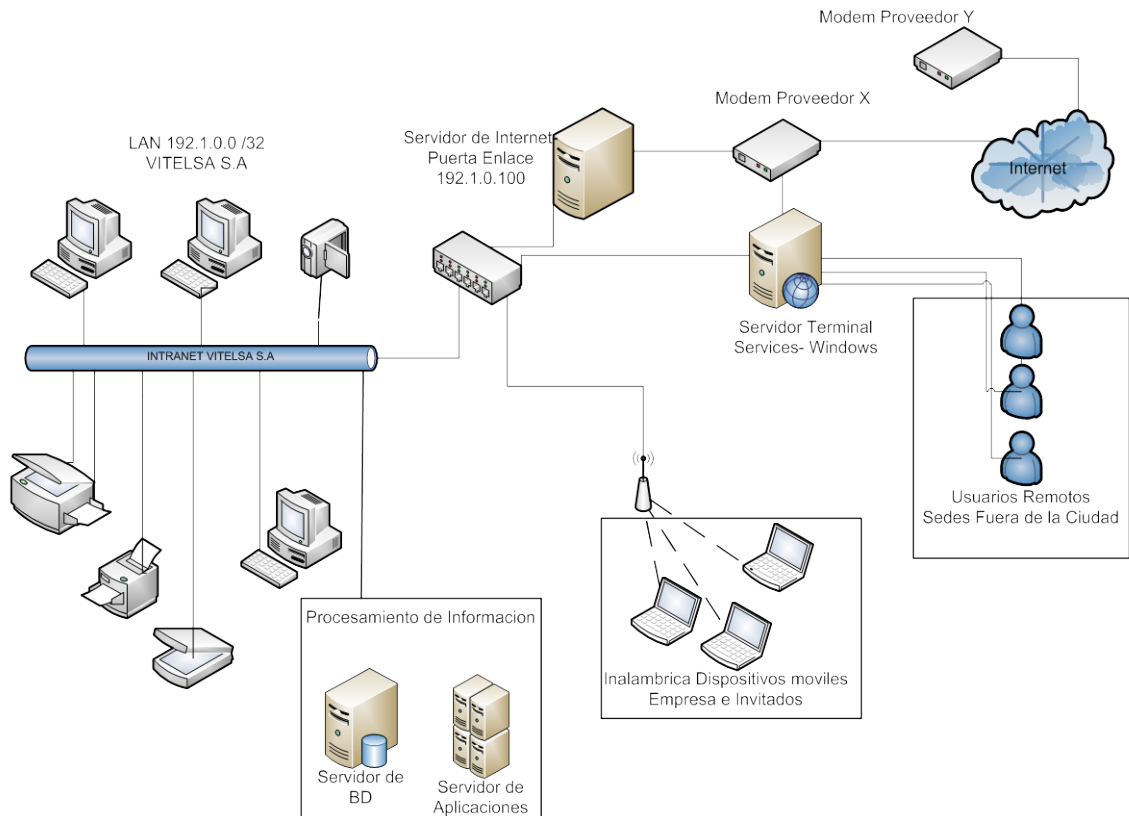 Modem Proveedor Y
Modem Proveedor X
LAN 192.1.0.0 /32
VITELSA S.A
Servidor de Internet
Puerta Enlace
192.1.0.100
Internet
INTRANET VITELSA S.A
Servidor Terminal
Services- Windows
Usuarios Remotos
Sedes Fuera de la Ciudad
Procesamiento de Informacion
Servidor de
BD
Servidor de
Aplicaciones
Inalambrica Dispositivos moviles
Empresa e Invitados